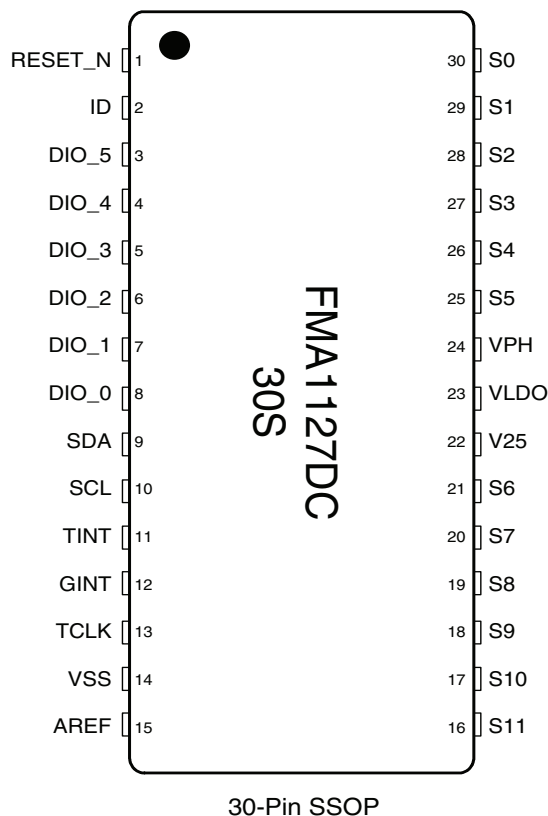 RESET_N 1 30 S0
ID 2 29 S1
DIO_5 3 28 S2
DIO_4 4 27 S3
DIO_3 5 26 S4
DIO_2 6 25 S5
DIO_1 7 24 VPH
DIO_0 8 23 VLDO
SDA 9 22 V25
SCL 10 21 S6
TINT 11 20 S7
GINT 12 19 S8
TCLK 13 18 S9
VSS 14 17 S10
AREF 15 16 S11
FMA1127DC
30S
30-Pin SSOP